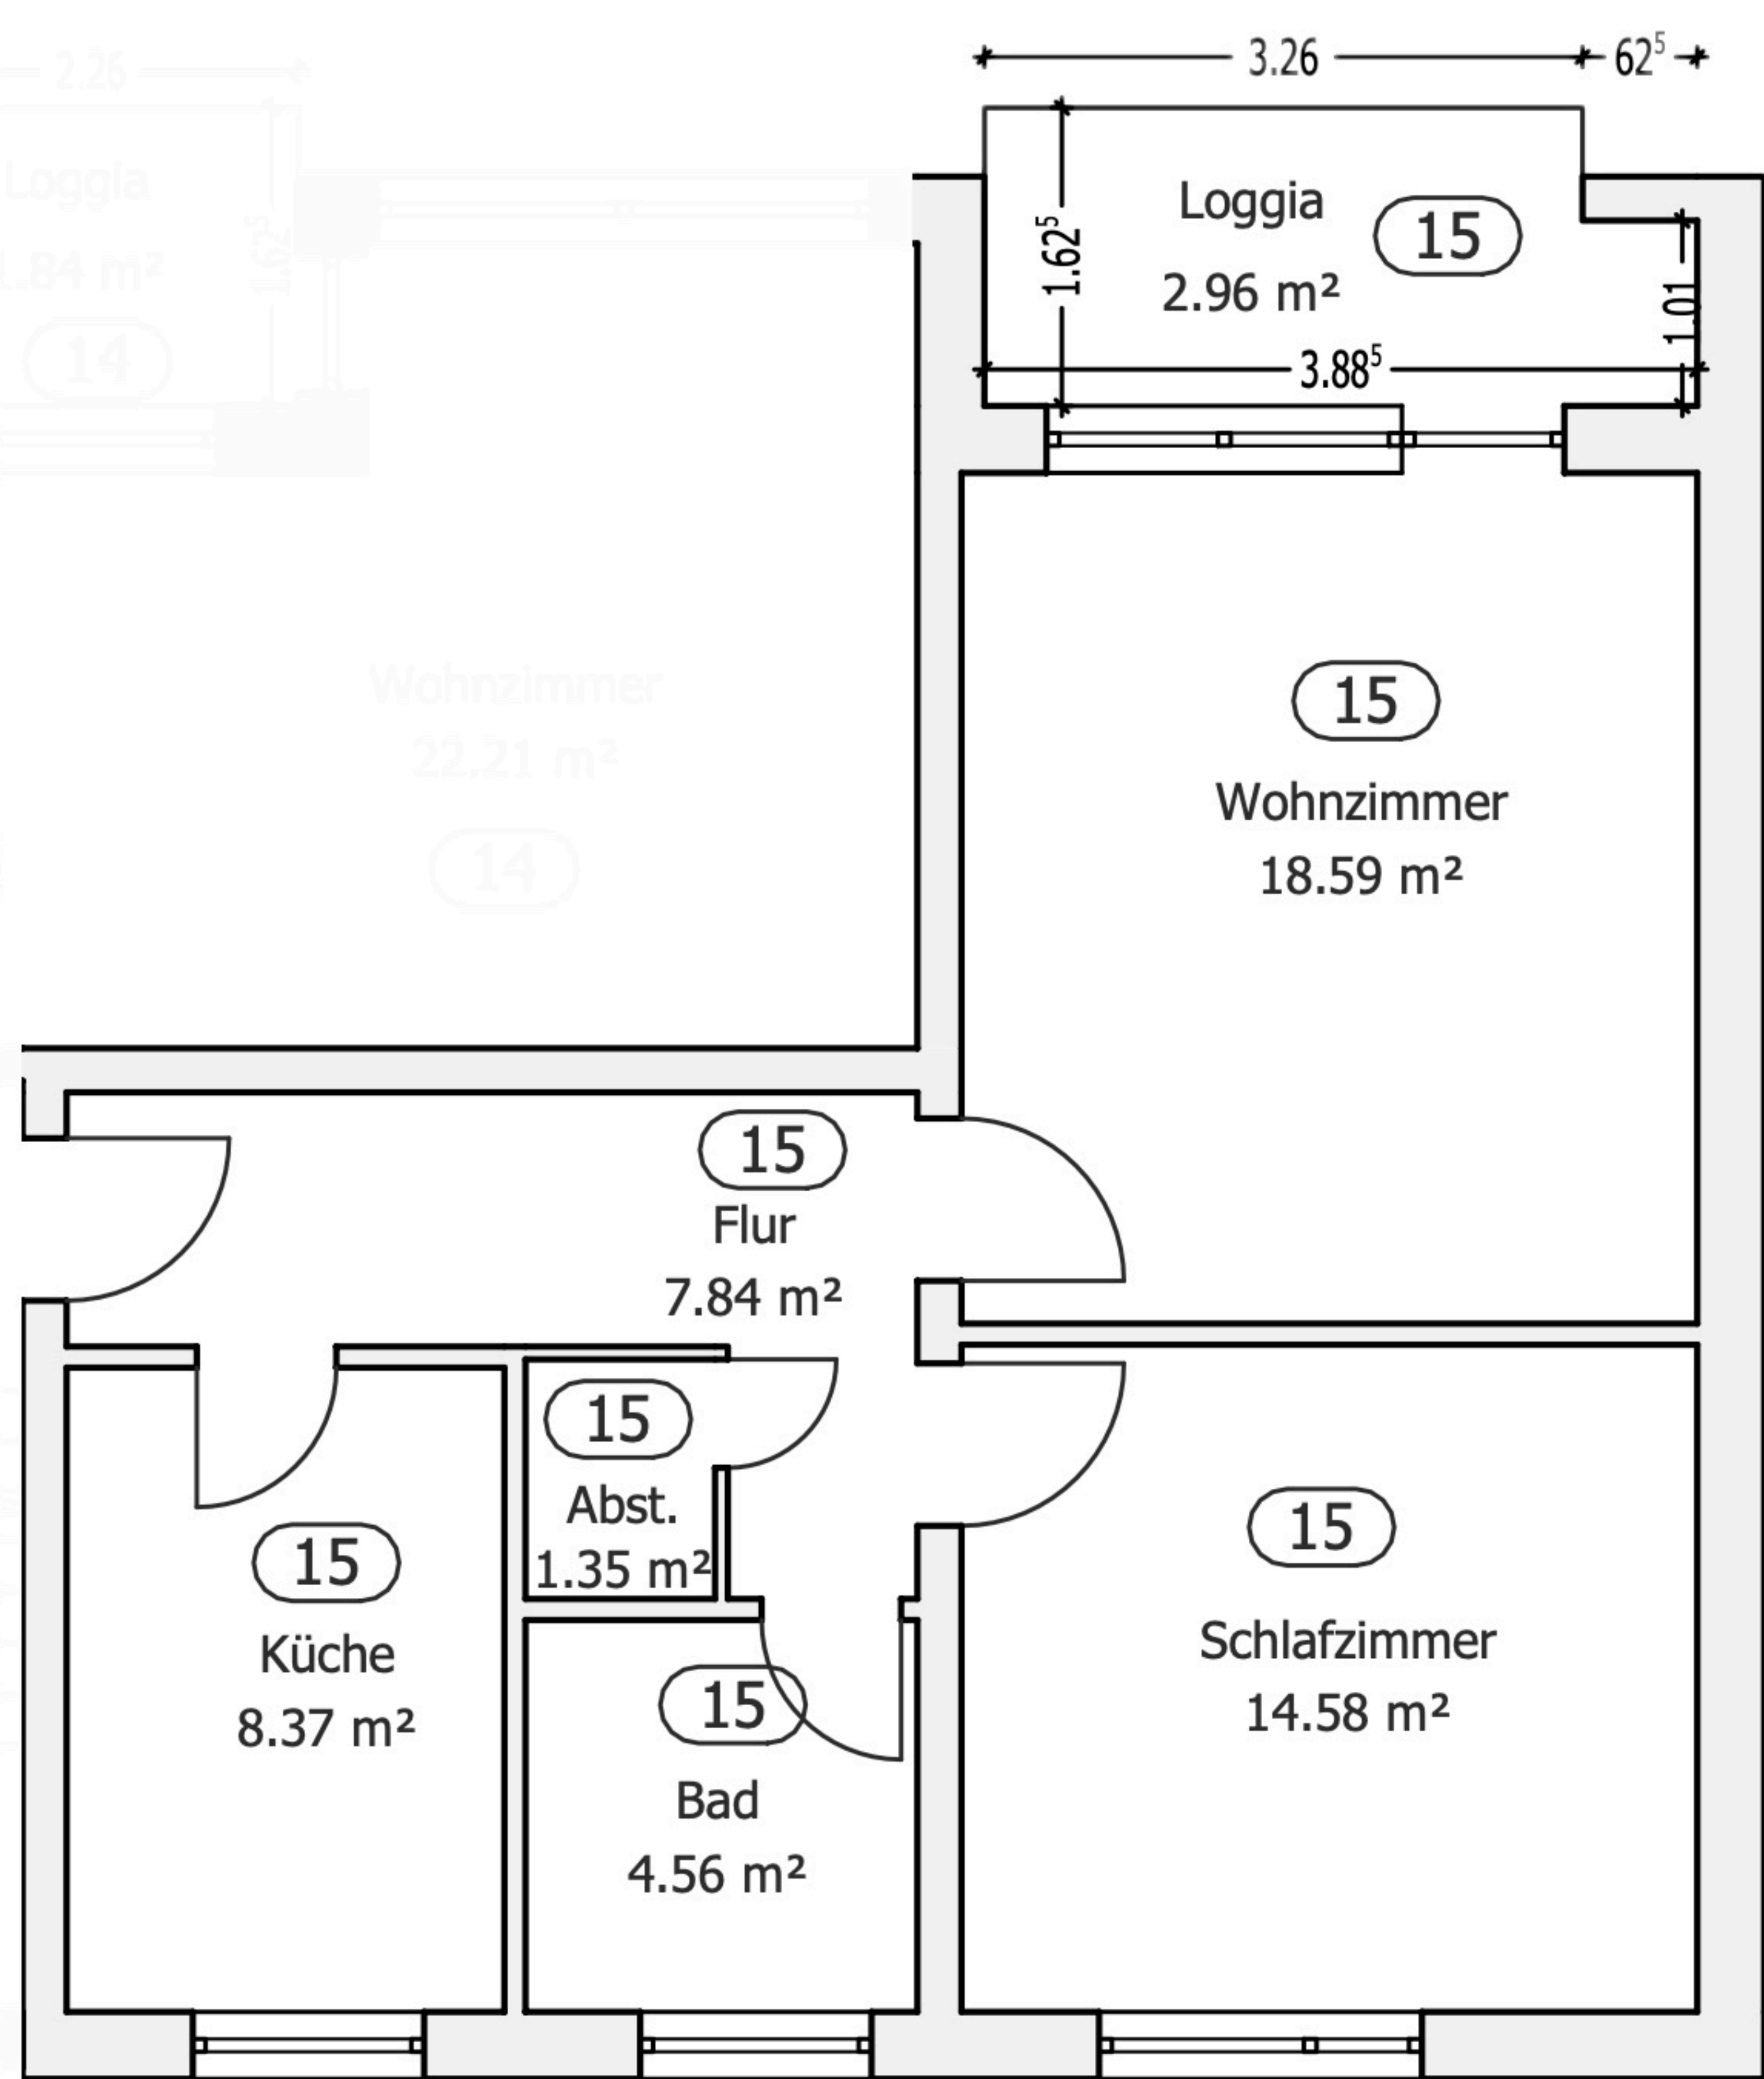 2.26
3.26
62⁵
Loggia
1.84 m²
1.62⁵
14
Loggia
15
2.96 m²
1.62⁵
1.01
3.88⁵
Wohnzimmer
22.21 m²
14
15
Wohnzimmer
18.59 m²
15
Flur
7.84 m²
15
Abst.
1.35 m²
15
Küche
8.37 m²
15
Bad
4.56 m²
15
Schlafzimmer
14.58 m²